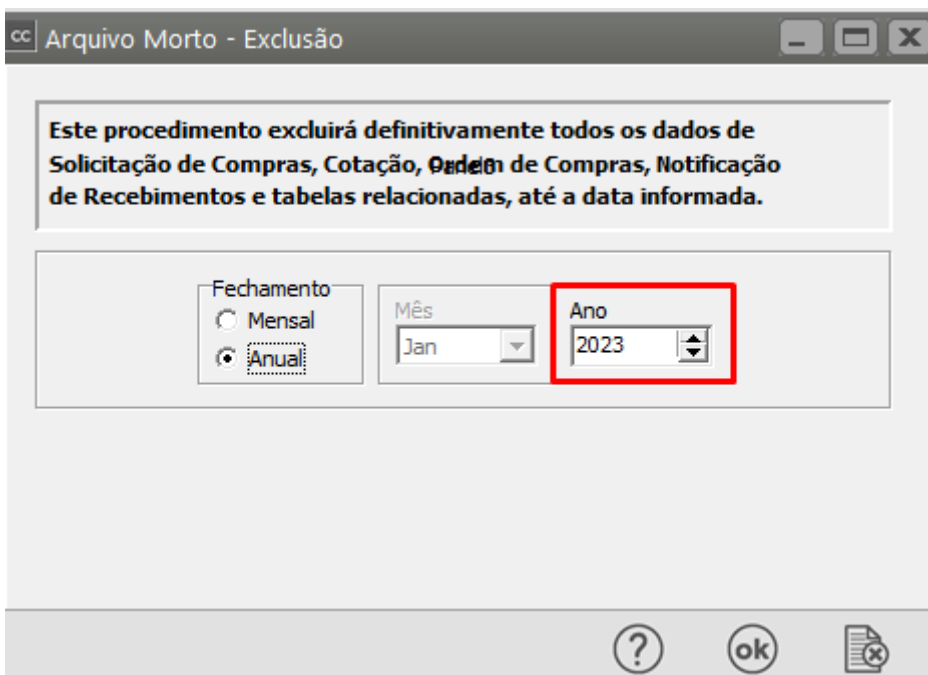 cc Arquivo Morto - Exclusão
Este procedimento excluirá definitivamente todos os dados de
Solicitação de Compras, Cotação, Ordem de Compras, Notificação
de Recebimentos e tabelas relacionadas, até a data informada.
Fechamento
Mensal
Anual
Mês
Jan
Ano
2023
?
ok